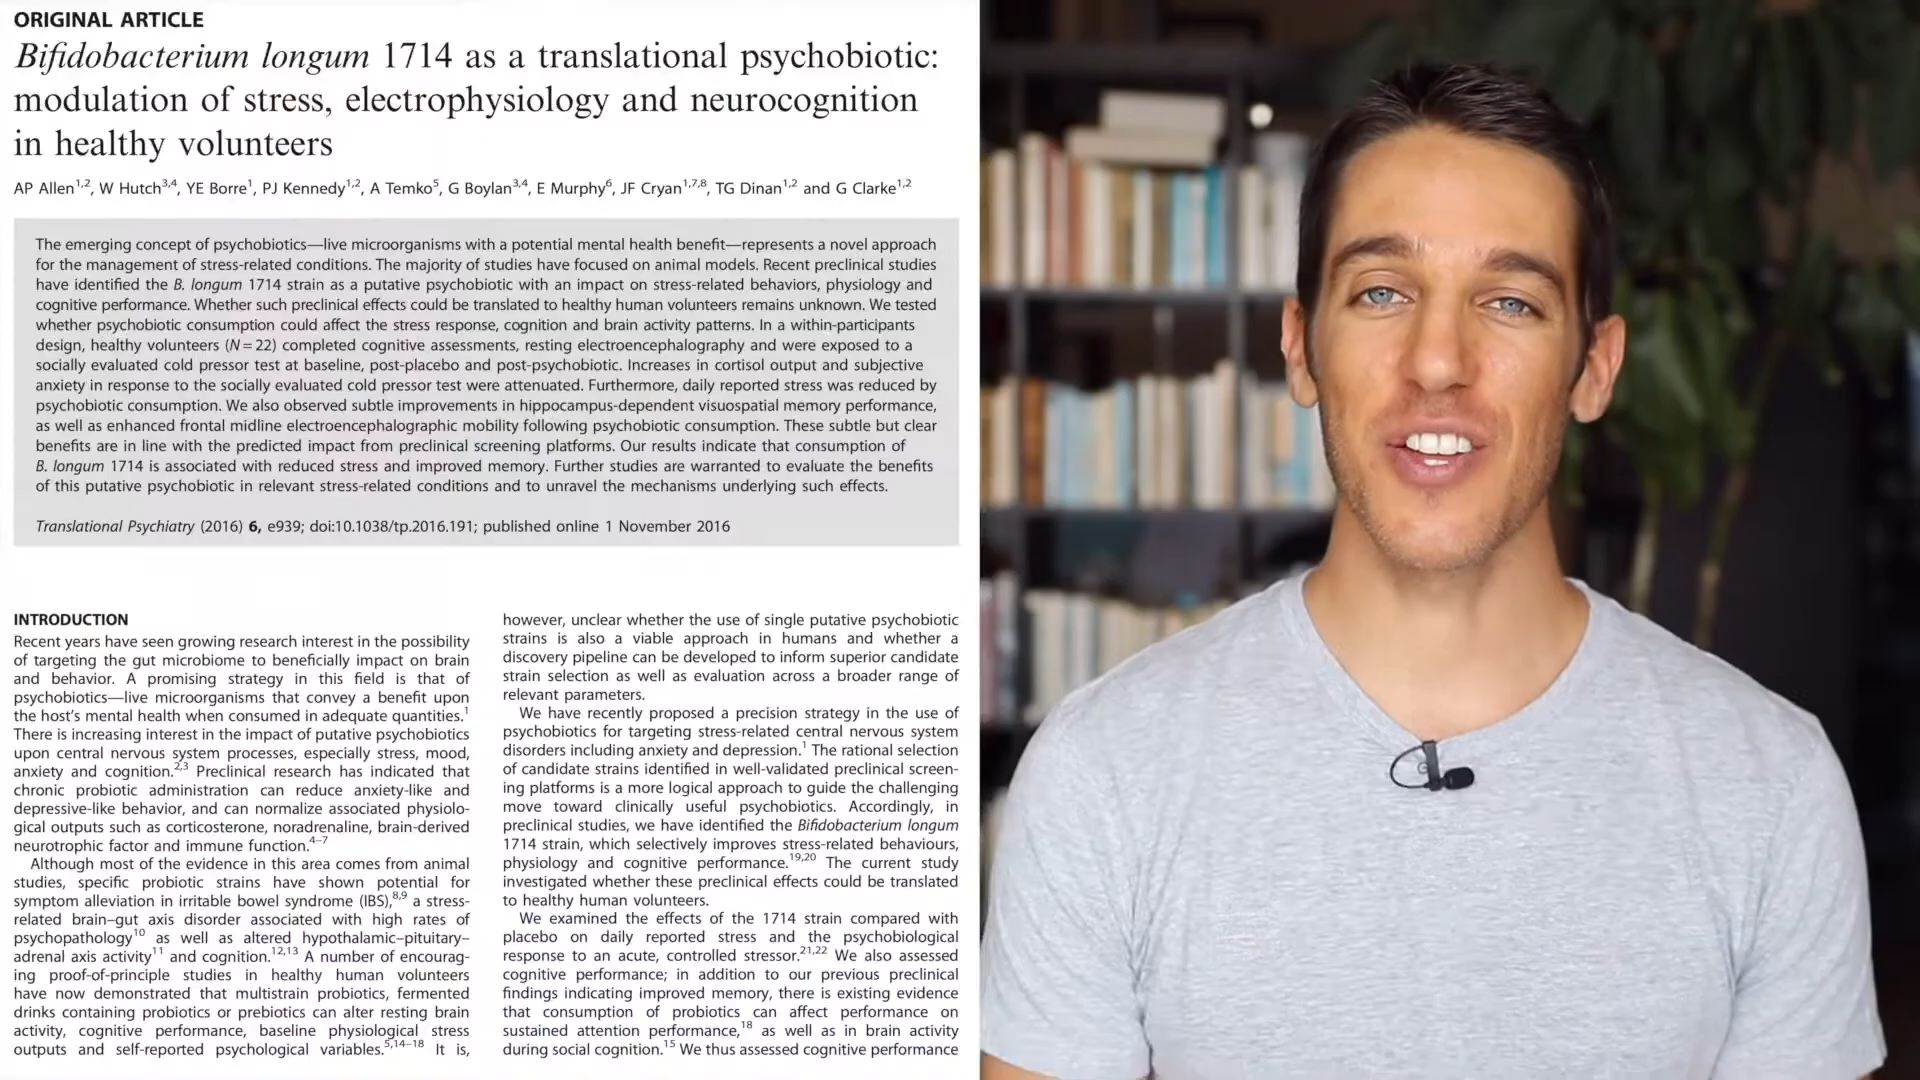 ORIGINAL ARTICLE
Bifidobacterium longum 1714 as a translational psychobiotic:
modulation of stress, electrophysiology and neurocognition
in healthy volunteers
AP Allen1,2, W Hutch3,4, YE Borre1, PJ Kennedy1,2, A Temko5, G Boylan3,4, E Murphy6, JF Cryan1,7,8, TG Dinan1,2 and G Clarke1,2
The emerging concept of psychobiotics—live microorganisms with a potential mental health benefit—represents a novel approach
for the management of stress-related conditions. The majority of studies have focused on animal models. Recent preclinical studies
have identified the B. longum 1714 strain as a putative psychobiotic with an impact on stress-related behaviors, physiology and
cognitive performance. Whether such preclinical effects could be translated to healthy human volunteers remains unknown. We tested
whether psychobiotic consumption could affect the stress response, cognition and brain activity patterns. In a within-participants
design, healthy volunteers (N = 22) completed cognitive assessments, resting electroencephalography and were exposed to a
socially evaluated cold pressor test at baseline, post-placebo and post-psychobiotic. Increases in cortisol output and subjective
anxiety in response to the socially evaluated cold pressor test were attenuated. Furthermore, daily reported stress was reduced by
psychobiotic consumption. We also observed subtle improvements in hippocampus-dependent visuospatial memory performance,
as well as enhanced frontal midline electroencephalographic mobility following psychobiotic consumption. These subtle but clear
benefits are in line with the predicted impact from preclinical screening platforms. Our results indicate that consumption of
B. longum 1714 is associated with reduced stress and improved memory. Further studies are warranted to evaluate the benefits
of this putative psychobiotic in relevant stress-related conditions and to unravel the mechanisms underlying such effects.
Translational Psychiatry (2016) 6, e939; doi:10.1038/tp.2016.191; published online 1 November 2016
INTRODUCTION
Recent years have seen growing research interest in the possibility
of targeting the gut microbiome to beneficially impact on brain
and behavior. A promising strategy in this field is that of
psychobiotics—live microorganisms that convey a benefit upon
the host's mental health when consumed in adequate quantities.1
There is increasing interest in the impact of putative psychobiotics
upon central nervous system processes, especially stress, mood,
anxiety and cognition.2,3 Preclinical research has indicated that
chronic probiotic administration can reduce anxiety-like and
depressive-like behavior, and can normalize associated physiolo-
gical outputs such as corticosterone, noradrenaline, brain-derived
neurotrophic factor and immune function.4–7
Although most of the evidence in this area comes from animal
studies, specific probiotic strains have shown potential for
symptom alleviation in irritable bowel syndrome (IBS),8,9 a stress-
related brain–gut axis disorder associated with high rates of
psychopathology10 as well as altered hypothalamic–pituitary–
adrenal axis activity11 and cognition.12,13 A number of encourag-
ing proof-of-principle studies in healthy human volunteers
have now demonstrated that multistrain probiotics, fermented
drinks containing probiotics or prebiotics can alter resting brain
activity, cognitive performance, baseline physiological stress
outputs and self-reported psychological variables.5,14–18 It is,
however, unclear whether the use of single putative psychobiotic
strains is also a viable approach in humans and whether a
discovery pipeline can be developed to inform superior candidate
strain selection as well as evaluation across a broader range of
relevant parameters.
We have recently proposed a precision strategy in the use of
psychobiotics for targeting stress-related central nervous system
disorders including anxiety and depression.1 The rational selection
of candidate strains identified in well-validated preclinical screen-
ing platforms is a more logical approach to guide the challenging
move toward clinically useful psychobiotics. Accordingly, in
preclinical studies, we have identified the Bifidobacterium longum
1714 strain, which selectively improves stress-related behaviours,
physiology and cognitive performance.19,20 The current study
investigated whether these preclinical effects could be translated
to healthy human volunteers.
We examined the effects of the 1714 strain compared with
placebo on daily reported stress and the psychobiological
response to an acute, controlled stressor.21,22 We also assessed
cognitive performance; in addition to our previous preclinical
findings indicating improved memory, there is existing evidence
that consumption of probiotics can affect performance on
sustained attention performance,18 as well as in brain activity
during social cognition.15 We thus assessed cognitive performance